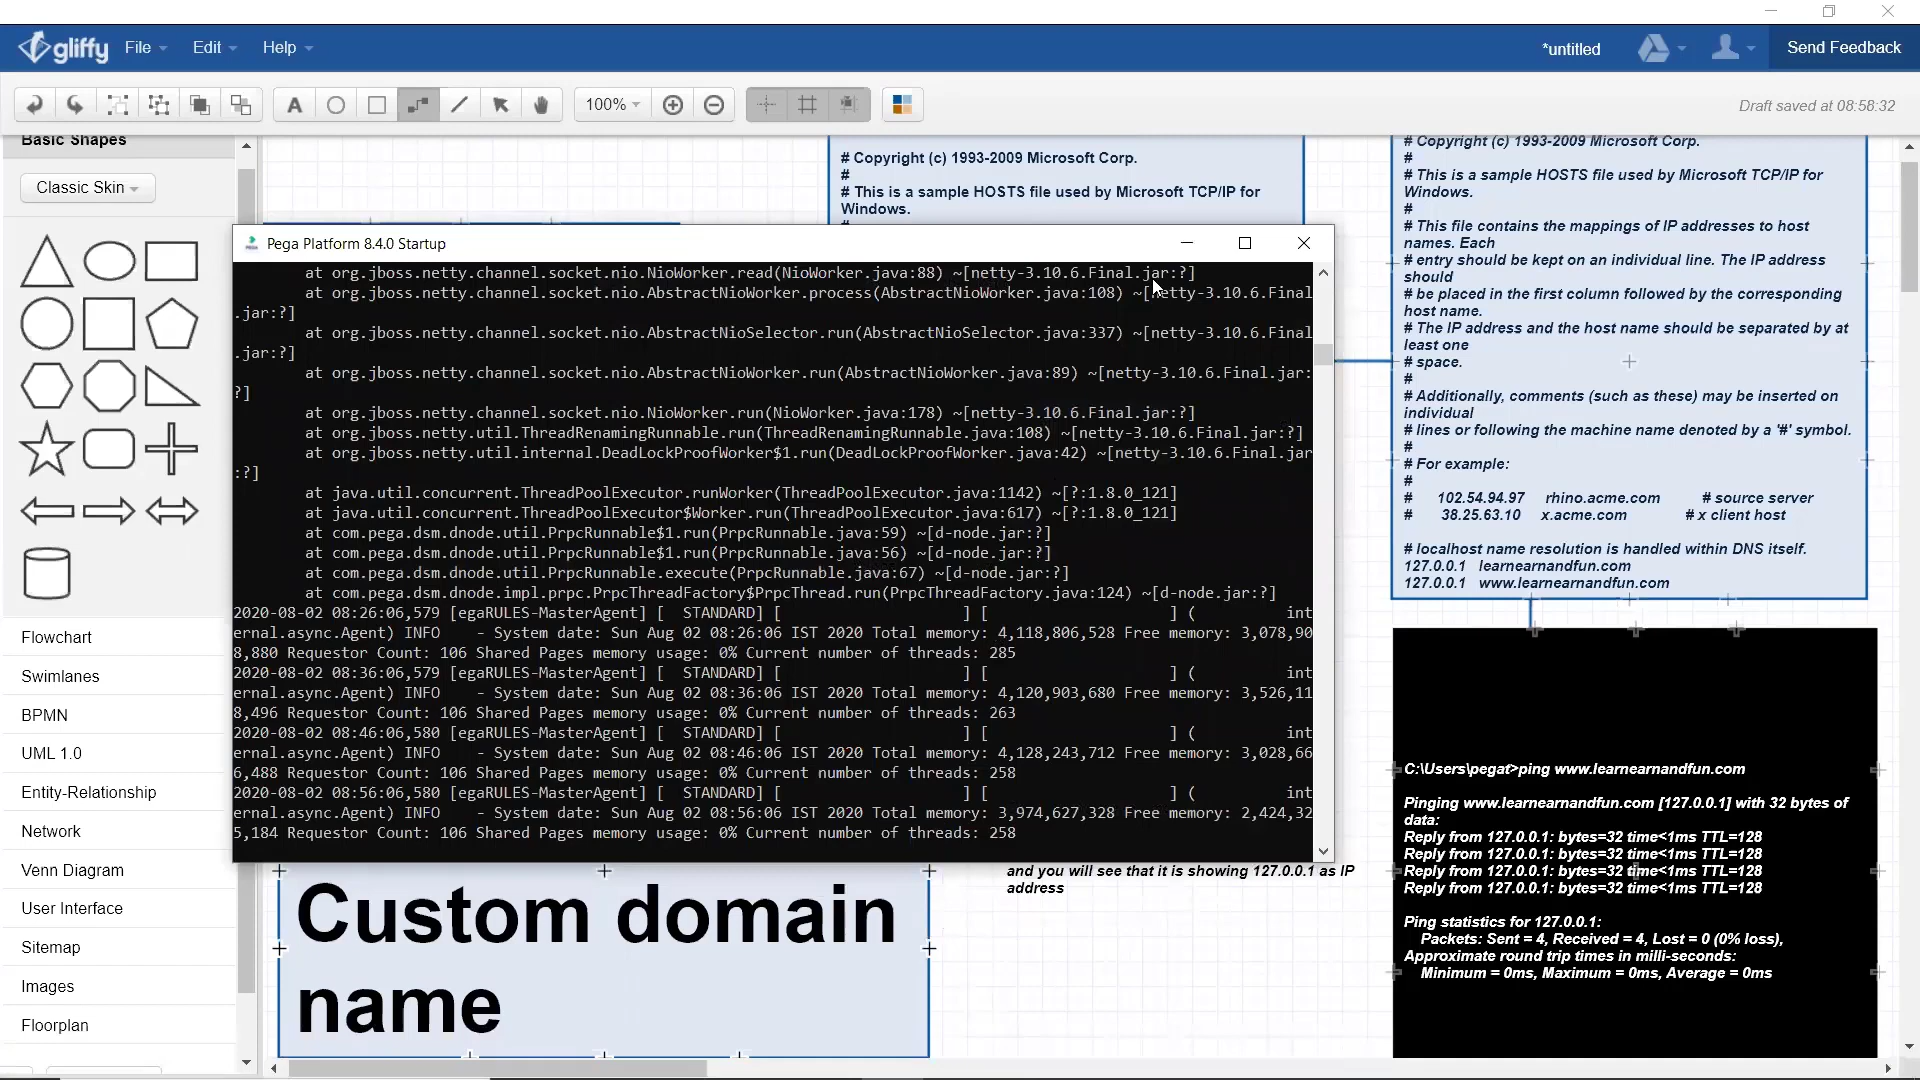 gliffy File Edit Help *untitled Send Feedback
A 100% Draft saved at 08:58:32
Basic Shapes
Classic Skin
Flowchart
Swimlanes
BPMN
UML 1.0
Entity-Relationship
Network
Venn Diagram
User Interface
Sitemap
Images
Floorplan
# Copyright (c) 1993-2009 Microsoft Corp.
#
# This is a sample HOSTS file used by Microsoft TCP/IP for
Windows.
#
PEGA Pega Platform 8.4.0 Startup
at org.jboss.netty.channel.socket.nio.NioWorker.read(NioWorker.java:88) ~[netty-3.10.6.Final.jar:?]
at org.jboss.netty.channel.socket.nio.AbstractNioWorker.process(AbstractNioWorker.java:108) ~[netty-3.10.6.Final
.jar:?]
at org.jboss.netty.channel.socket.nio.AbstractNioSelector.run(AbstractNioSelector.java:337) ~[netty-3.10.6.Final
.jar:?]
at org.jboss.netty.channel.socket.nio.AbstractNioWorker.run(AbstractNioWorker.java:89) ~[netty-3.10.6.Final.jar:
?]
at org.jboss.netty.channel.socket.nio.NioWorker.run(NioWorker.java:178) ~[netty-3.10.6.Final.jar:?]
at org.jboss.netty.util.ThreadRenamingRunnable.run(ThreadRenamingRunnable.java:108) ~[netty-3.10.6.Final.jar:?]
at org.jboss.netty.util.internal.DeadLockProofWorker$1.run(DeadLockProofWorker.java:42) ~[netty-3.10.6.Final.jar
:?]
at java.util.concurrent.ThreadPoolExecutor.runWorker(ThreadPoolExecutor.java:1142) ~[?:1.8.0_121]
at java.util.concurrent.ThreadPoolExecutor$Worker.run(ThreadPoolExecutor.java:617) ~[?:1.8.0_121]
at com.pega.dsm.dnode.util.PrpcRunnable$1.run(PrpcRunnable.java:59) ~[d-node.jar:?]
at com.pega.dsm.dnode.util.PrpcRunnable$1.run(PrpcRunnable.java:56) ~[d-node.jar:?]
at com.pega.dsm.dnode.util.PrpcRunnable.execute(PrpcRunnable.java:67) ~[d-node.jar:?]
at com.pega.dsm.dnode.impl.prpc.PrpcThreadFactory$PrpcThread.run(PrpcThreadFactory.java:124) ~[d-node.jar:?]
2020-08-02 08:26:06,579 [egaRULES-MasterAgent] [ STANDARD] [ ] [ ] ( int
ernal.async.Agent) INFO - System date: Sun Aug 02 08:26:06 IST 2020 Total memory: 4,118,806,528 Free memory: 3,078,90
8,880 Requestor Count: 106 Shared Pages memory usage: 0% Current number of threads: 285
2020-08-02 08:36:06,579 [egaRULES-MasterAgent] [ STANDARD] [ ] [ ] ( int
ernal.async.Agent) INFO - System date: Sun Aug 02 08:36:06 IST 2020 Total memory: 4,120,903,680 Free memory: 3,526,11
8,496 Requestor Count: 106 Shared Pages memory usage: 0% Current number of threads: 263
2020-08-02 08:46:06,580 [egaRULES-MasterAgent] [ STANDARD] [ ] [ ] ( int
ernal.async.Agent) INFO - System date: Sun Aug 02 08:46:06 IST 2020 Total memory: 4,128,243,712 Free memory: 3,028,66
6,488 Requestor Count: 106 Shared Pages memory usage: 0% Current number of threads: 258
2020-08-02 08:56:06,580 [egaRULES-MasterAgent] [ STANDARD] [ ] [ ] ( int
ernal.async.Agent) INFO - System date: Sun Aug 02 08:56:06 IST 2020 Total memory: 3,974,627,328 Free memory: 2,424,32
5,184 Requestor Count: 106 Shared Pages memory usage: 0% Current number of threads: 258
Custom domain
name
and you will see that it is showing 127.0.0.1 as IP
address
# Copyright (c) 1993-2009 Microsoft Corp.
#
# This is a sample HOSTS file used by Microsoft TCP/IP for
Windows.
#
# This file contains the mappings of IP addresses to host
names. Each
# entry should be kept on an individual line. The IP address
should
# be placed in the first column followed by the corresponding
host name.
# The IP address and the host name should be separated by at
least one
# space.
#
# Additionally, comments (such as these) may be inserted on
individual
# lines or following the machine name denoted by a '#' symbol.
#
# For example:
#
# 102.54.94.97 rhino.acme.com # source server
# 38.25.63.10 x.acme.com # x client host
# localhost name resolution is handled within DNS itself.
127.0.0.1 learnearnandfun.com
127.0.0.1 www.learnearnandfun.com
C:\Users\pegat>ping www.learnearnandfun.com
Pinging www.learnearnandfun.com [127.0.0.1] with 32 bytes of
data:
Reply from 127.0.0.1: bytes=32 time<1ms TTL=128
Reply from 127.0.0.1: bytes=32 time<1ms TTL=128
Reply from 127.0.0.1: bytes=32 time<1ms TTL=128
Reply from 127.0.0.1: bytes=32 time<1ms TTL=128
Ping statistics for 127.0.0.1:
Packets: Sent = 4, Received = 4, Lost = 0 (0% loss),
Approximate round trip times in milli-seconds:
Minimum = 0ms, Maximum = 0ms, Average = 0ms